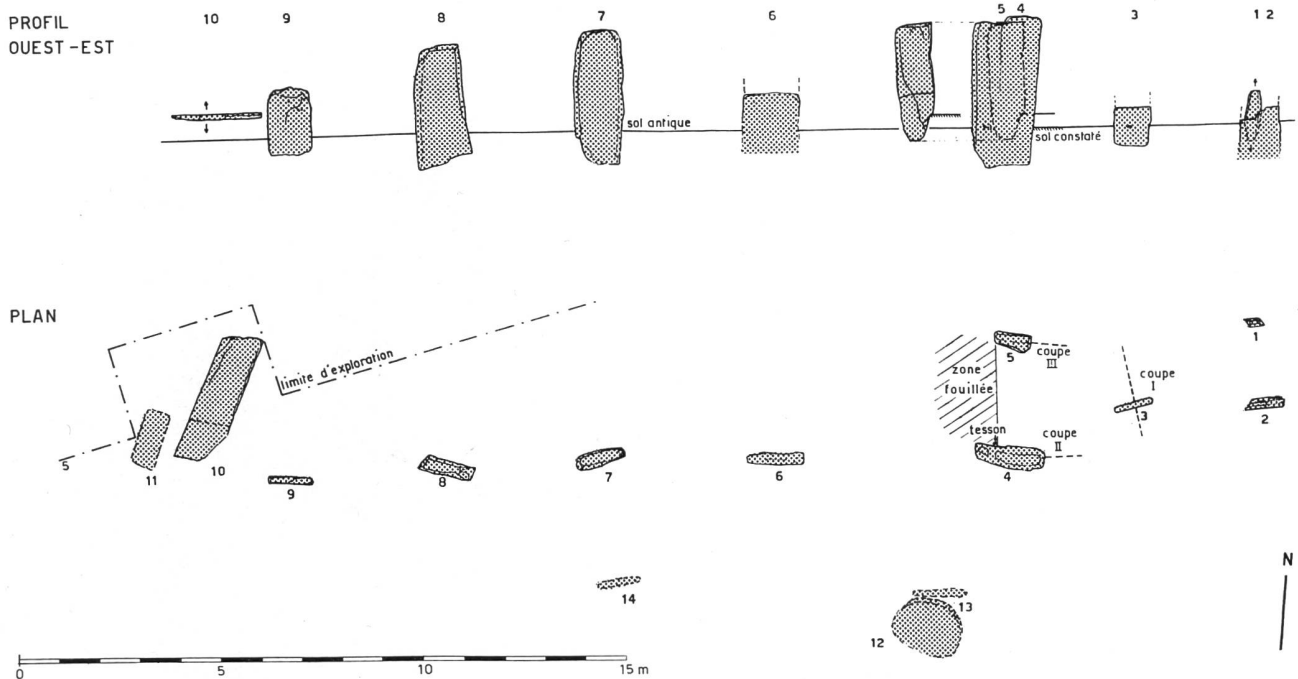 PROFIL
OUEST-EST
10 9 8 7 6 5 4 3 1 2
sol antique
sol constaté
PLAN
limite d'exploration
zone
fouillée
tesson
5
coupe
III
coupe
I
3
1
2
coupe
II
4
5
11
10
9
8
7
6
14
13
12
N
0 5 10 15 m